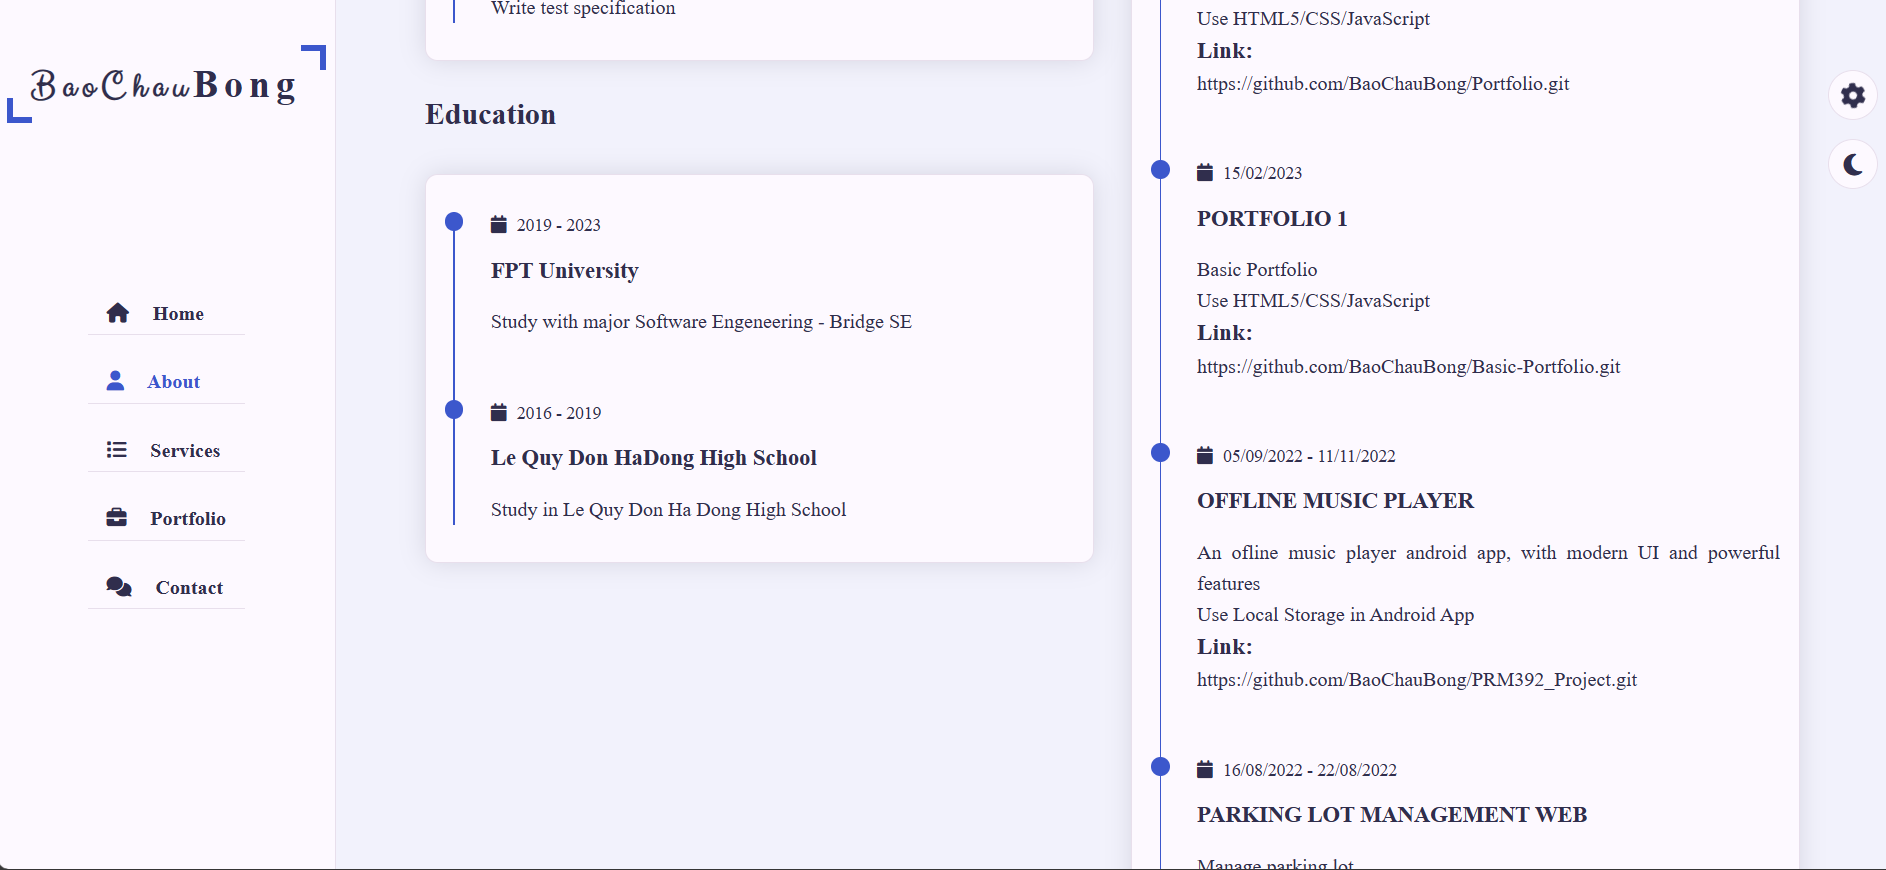 BaoChauBong
Home
About
Services
Portfolio
Contact
Write test specification
Education
2019 - 2023
FPT University
Study with major Software Engeneering - Bridge SE
2016 - 2019
Le Quy Don HaDong High School
Study in Le Quy Don Ha Dong High School
Use HTML5/CSS/JavaScript
Link:
https://github.com/BaoChauBong/Portfolio.git
15/02/2023
PORTFOLIO 1
Basic Portfolio
Use HTML5/CSS/JavaScript
Link:
https://github.com/BaoChauBong/Basic-Portfolio.git
05/09/2022 - 11/11/2022
OFFLINE MUSIC PLAYER
An ofline music player android app, with modern UI and powerful
features
Use Local Storage in Android App
Link:
https://github.com/BaoChauBong/PRM392_Project.git
16/08/2022 - 22/08/2022
PARKING LOT MANAGEMENT WEB
Manage parking lot